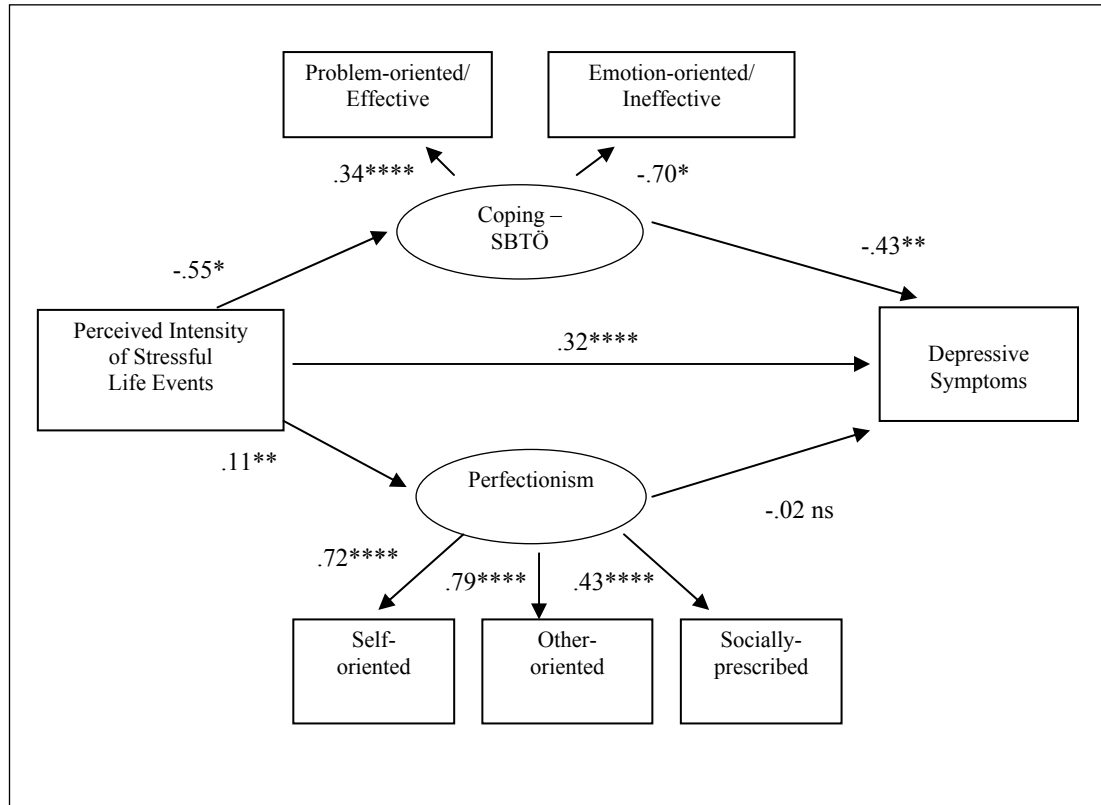 Problem-oriented/
Effective
Emotion-oriented/
Ineffective
.34****
-.70*
Coping –
SBTÖ
-.55*
-.43**
Perceived Intensity
of Stressful
Life Events
.32****
Depressive
Symptoms
.11**
Perfectionism
-.02 ns
.72****
.79****
.43****
Self-
oriented
Other-
oriented
Socially-
prescribed